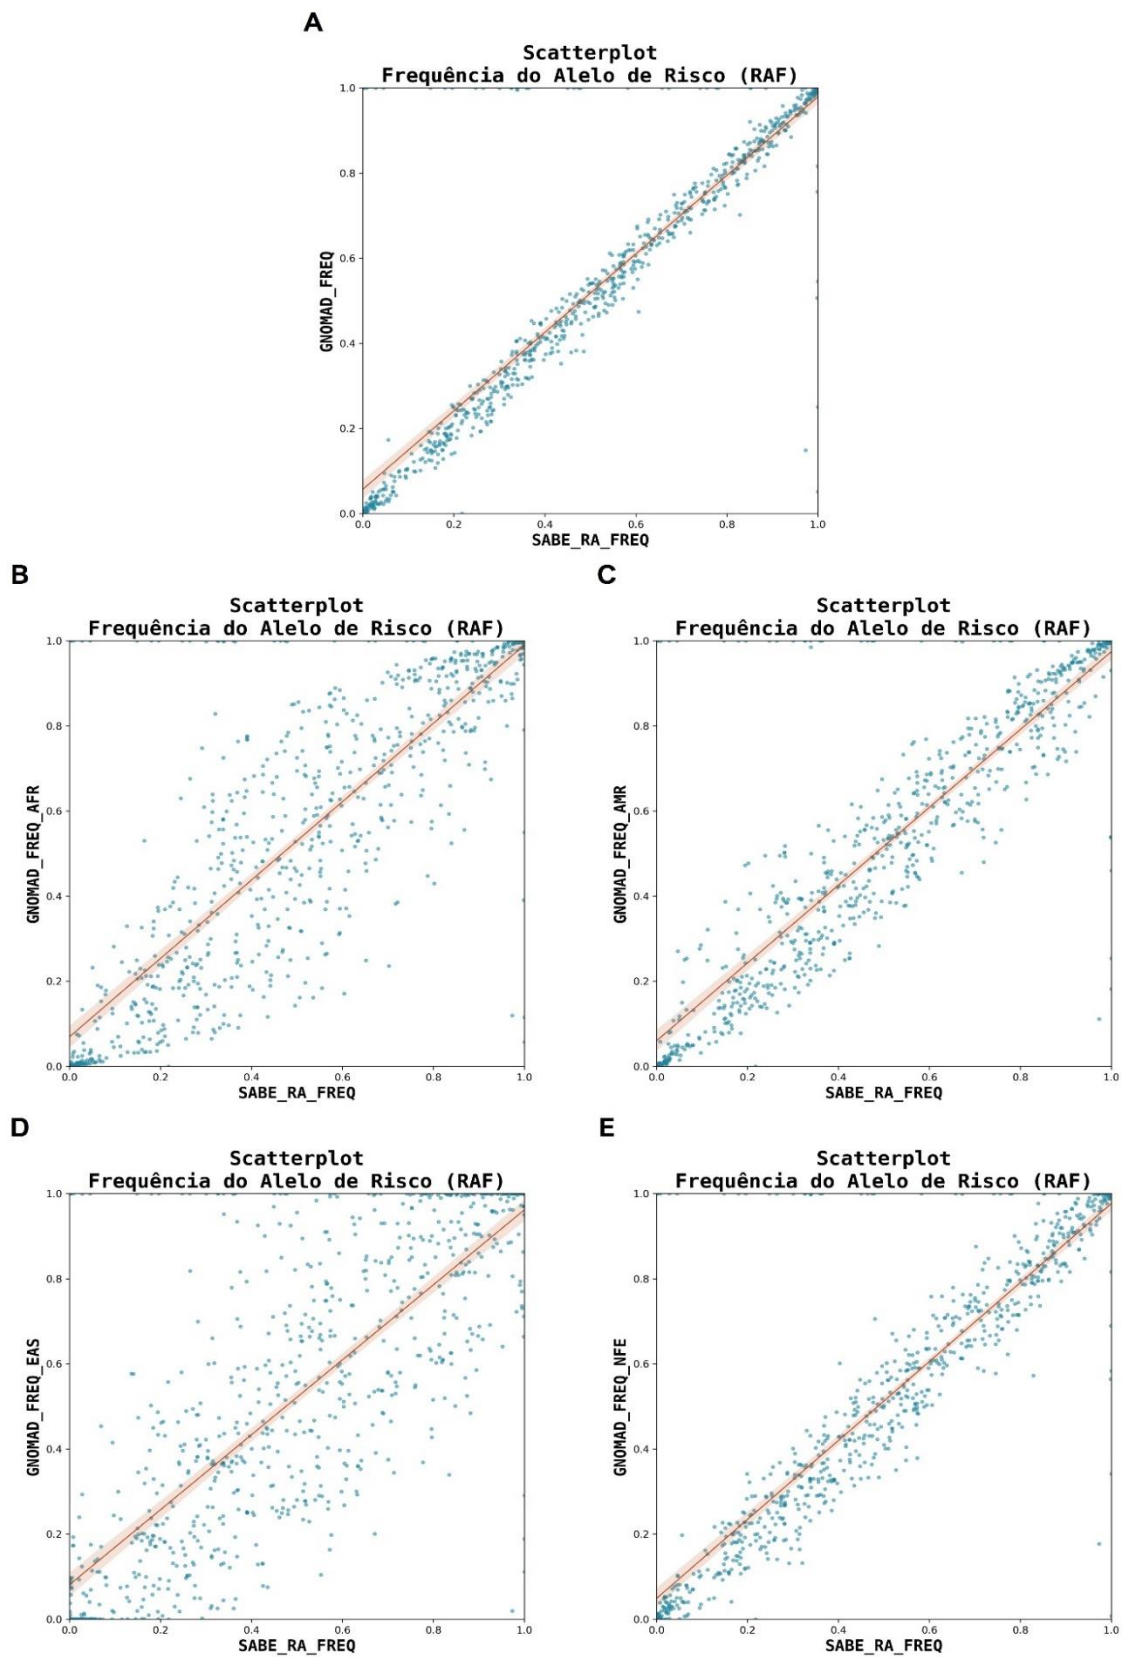 A
Scatterplot
Frequência do Alelo de Risco (RAF)
1.0
0.8
0.6
0.4
0.2
0.0
GNOMAD_FREQ
0.0 0.2 0.4 0.6 0.8 1.0
SABE_RA_FREQ
B
Scatterplot
Frequência do Alelo de Risco (RAF)
1.0
0.8
0.6
0.4
0.2
0.0
GNOMAD_FREQ_AFR
0.0 0.2 0.4 0.6 0.8 1.0
SABE_RA_FREQ
C
Scatterplot
Frequência do Alelo de Risco (RAF)
1.0
0.8
0.6
0.4
0.2
0.0
GNOMAD_FREQ_AMR
0.0 0.2 0.4 0.6 0.8 1.0
SABE_RA_FREQ
D
Scatterplot
Frequência do Alelo de Risco (RAF)
1.0
0.8
0.6
0.4
0.2
0.0
GNOMAD_FREQ_EAS
0.0 0.2 0.4 0.6 0.8 1.0
SABE_RA_FREQ
E
Scatterplot
Frequência do Alelo de Risco (RAF)
1.0
0.8
0.6
0.4
0.2
0.0
GNOMAD_FREQ_NFE
0.0 0.2 0.4 0.6 0.8 1.0
SABE_RA_FREQ